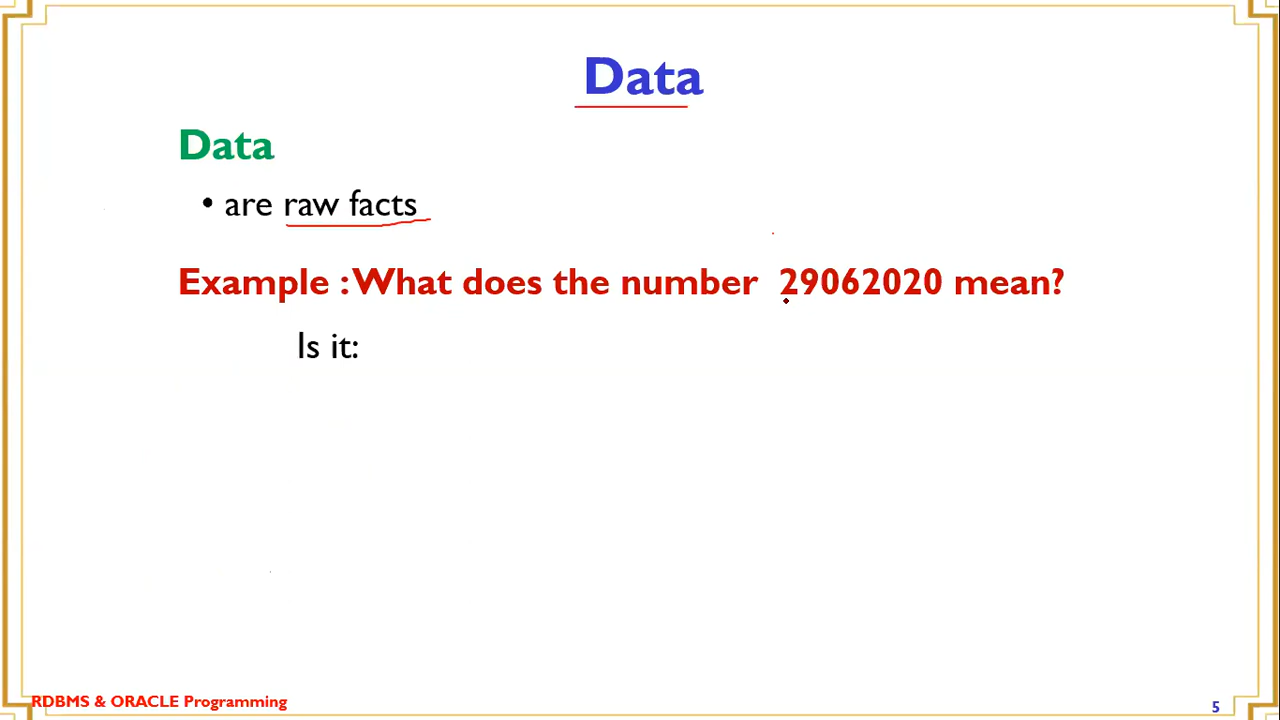 Data
Data
• are raw facts
Example : What does the number 29062020 mean?
Is it:
RDBMS & ORACLE Programming
5